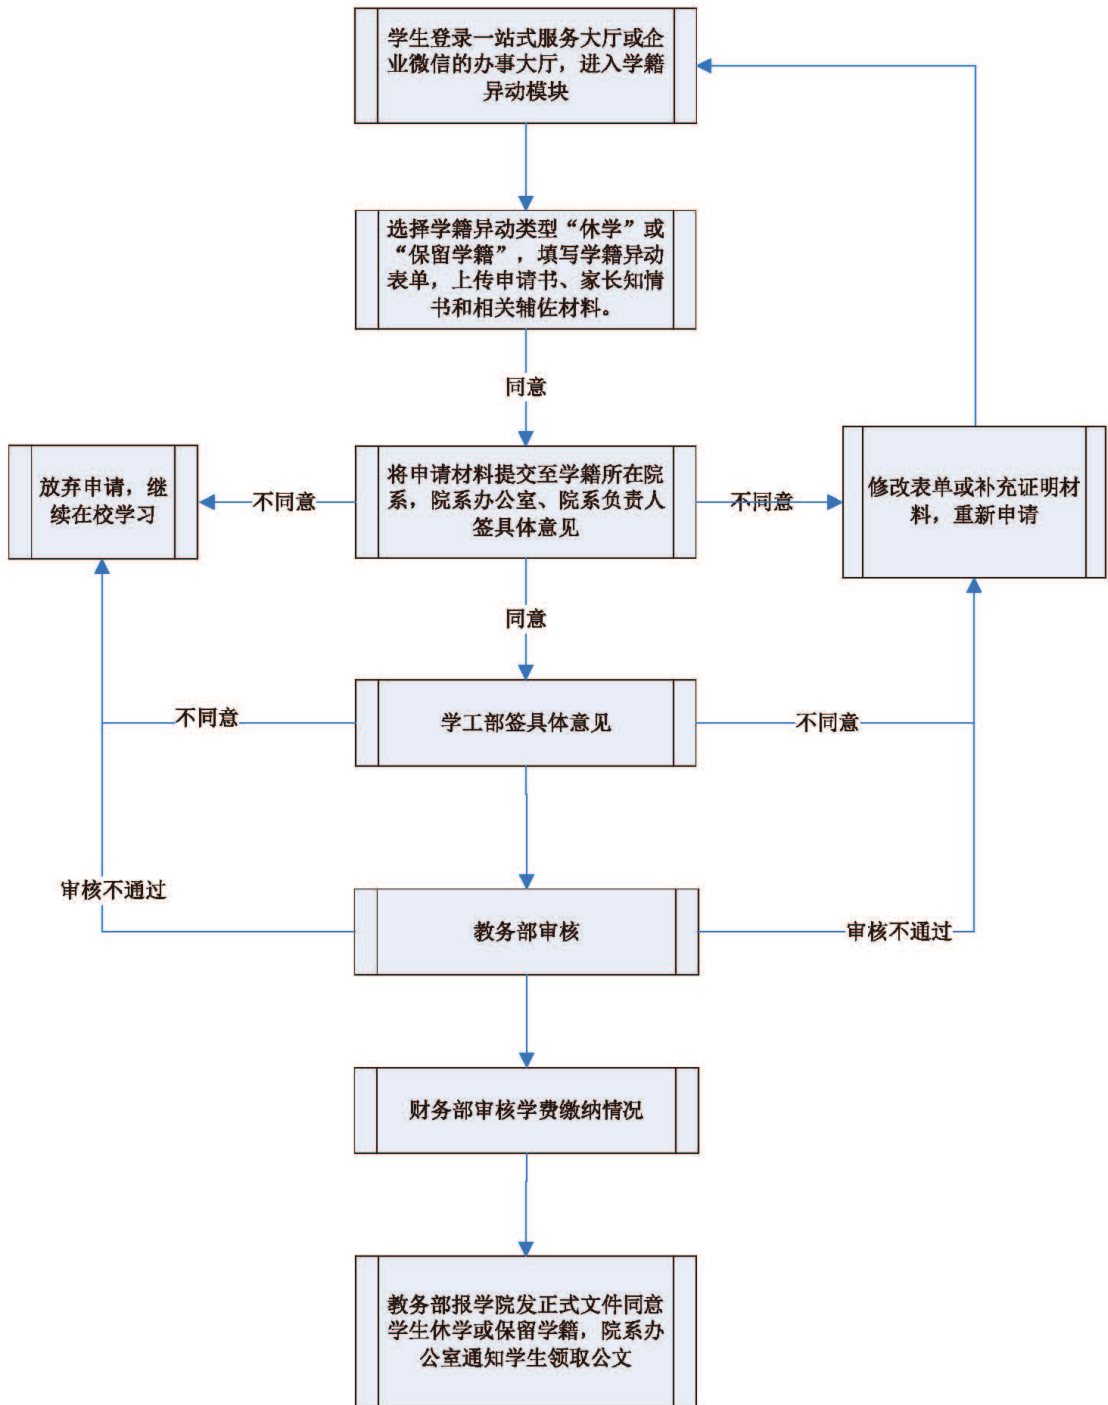 学生登录一站式服务大厅或企
业微信的办事大厅，进入学籍
异动模块
选择学籍异动类型“休学”或
“保留学籍”，填写学籍异动
表单，上传申请书、家长知情
书和相关辅佐材料。
同意
放弃申请，继
续在校学习
不同意
将申请材料提交至学籍所在院
系，院系办公室、院系负责人
签具体意见
不同意
修改表单或补充证明材
料，重新申请
同意
不同意
学工部签具体意见
不同意
审核不通过
教务部审核
审核不通过
财务部审核学费缴纳情况
教务部报学院发正式文件同意
学生休学或保留学籍，院系办
公室通知学生领取公文